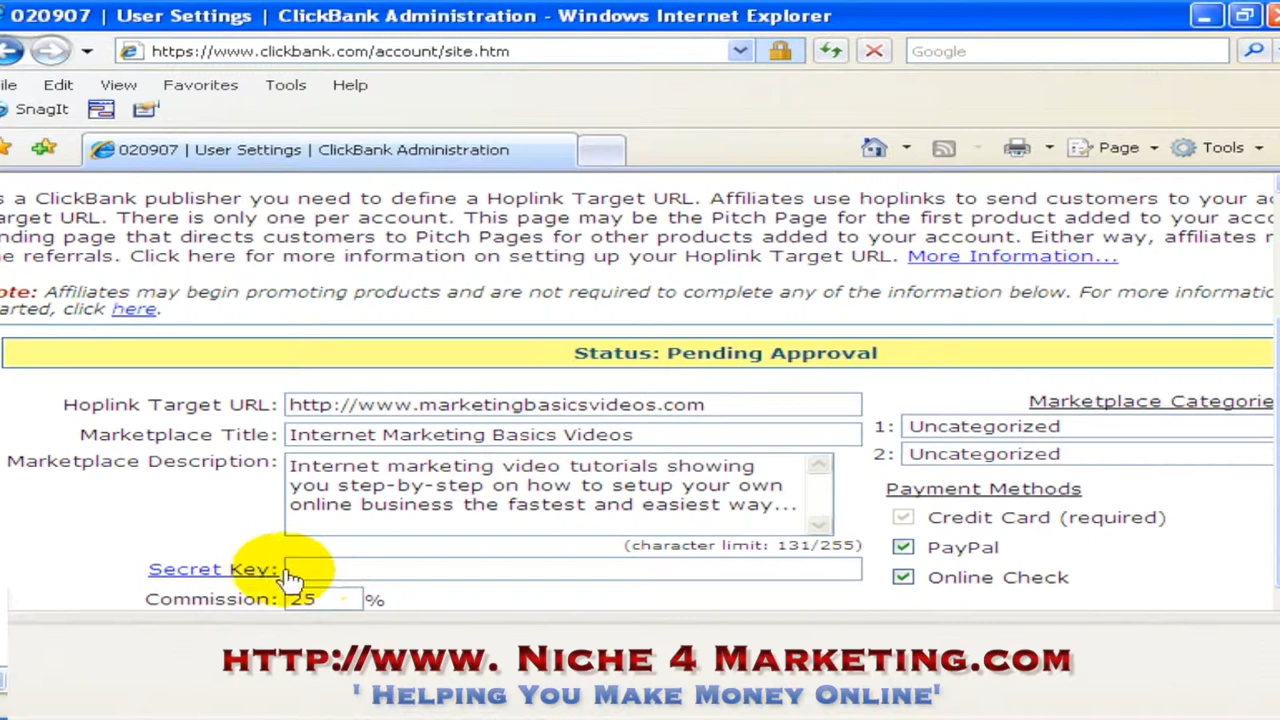 020907 | User Settings | ClickBank Administration - Windows Internet Explorer
https://www.clickbank.com/account/site.htm
Google
Edit View Favorites Tools Help
SnagIt
020907 | User Settings | ClickBank Administration
Page Tools
a ClickBank publisher you need to define a Hoplink Target URL. Affiliates use hoplinks to send customers to your
URL. There is only one per account. This page may be the Pitch Page for the first product added to your
page that directs customers to Pitch Pages for other products added to your account. Either way, affiliates
referrals. Click here for more information on setting up your Hoplink Target URL. More Information...
Affiliates may begin promoting products and are not required to complete any of the information below. For more
click here.
Status: Pending Approval
Hoplink Target URL: http://www.marketingbasicsvideos.com
Marketplace Title: Internet Marketing Basics Videos
Marketplace Description: Internet marketing video tutorials showing
you step-by-step on how to setup your own
online business the fastest and easiest way...
(character limit: 131/255)
Secret Key:
Commission: 25 %
Marketplace
1: Uncategorized
2: Uncategorized
Payment Methods
Credit Card (required)
PayPal
Online Check
http://www. Niche 4 Marketing.com
' Helping You Make Money Online'